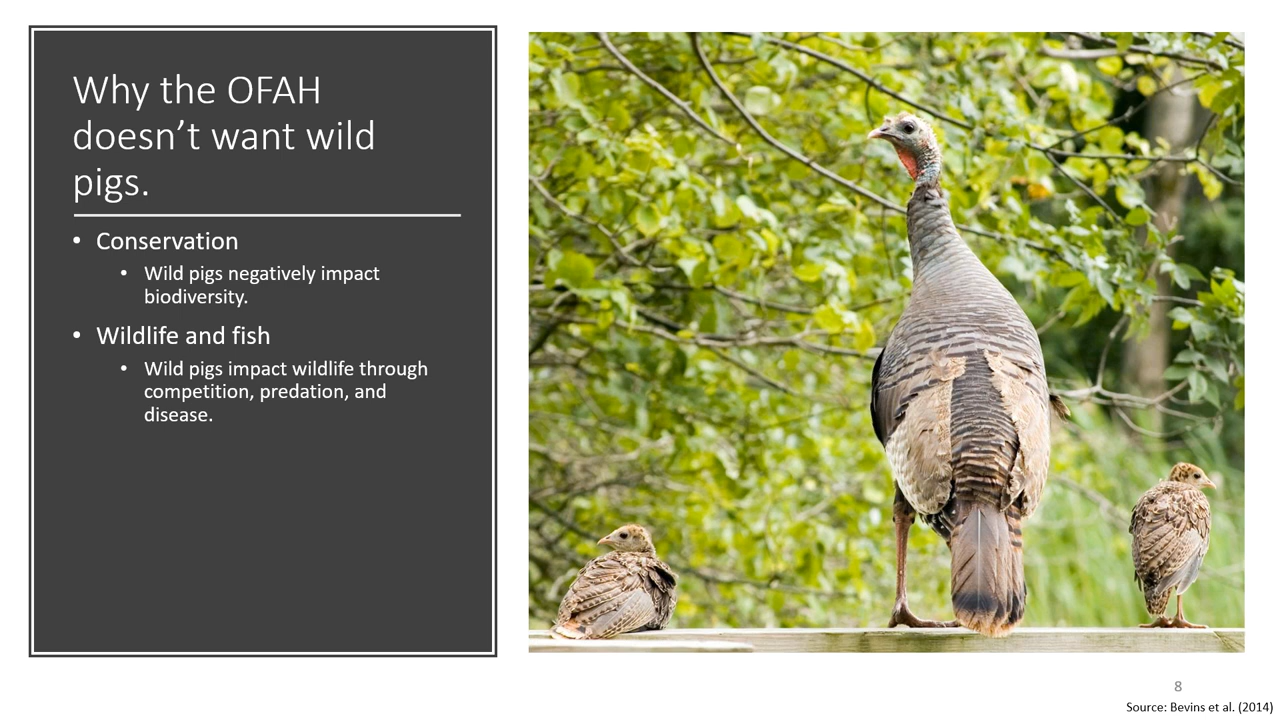 Why the OFAH
doesn’t want wild
pigs.
• Conservation
• Wild pigs negatively impact
biodiversity.
• Wildlife and fish
• Wild pigs impact wildlife through
competition, predation, and
disease.
8
Source: Bevins et al. (2014)